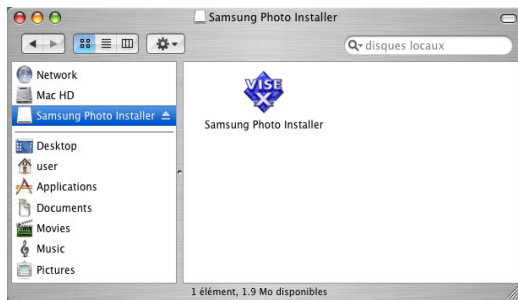 Samsung Photo Installer
disques locaux
Network
Mac HD
Samsung Photo Installer
Desktop
user
Applications
Documents
Movies
Music
Pictures
VISE
X
Samsung Photo Installer
1 élément, 1.9 Mo disponibles